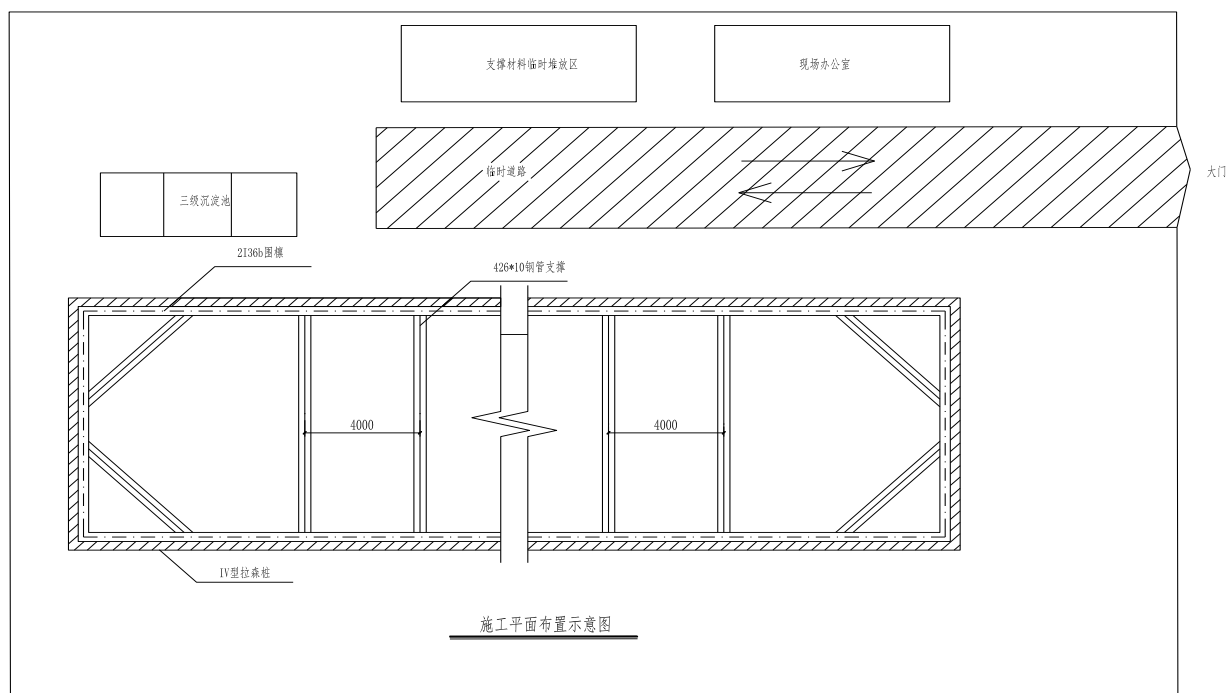 支撑材料临时堆放区
现场办公室
临时道路
大门
三级沉淀池
2I36b围檩
426*10钢管支撑
4000
4000
IV型拉森桩
施工平面布置示意图